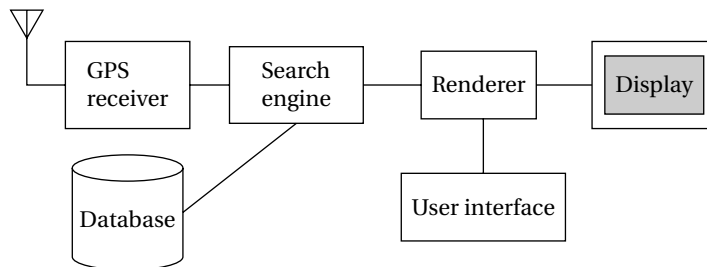 GPS
receiver
Search
engine
Renderer
Display
Database
User interface